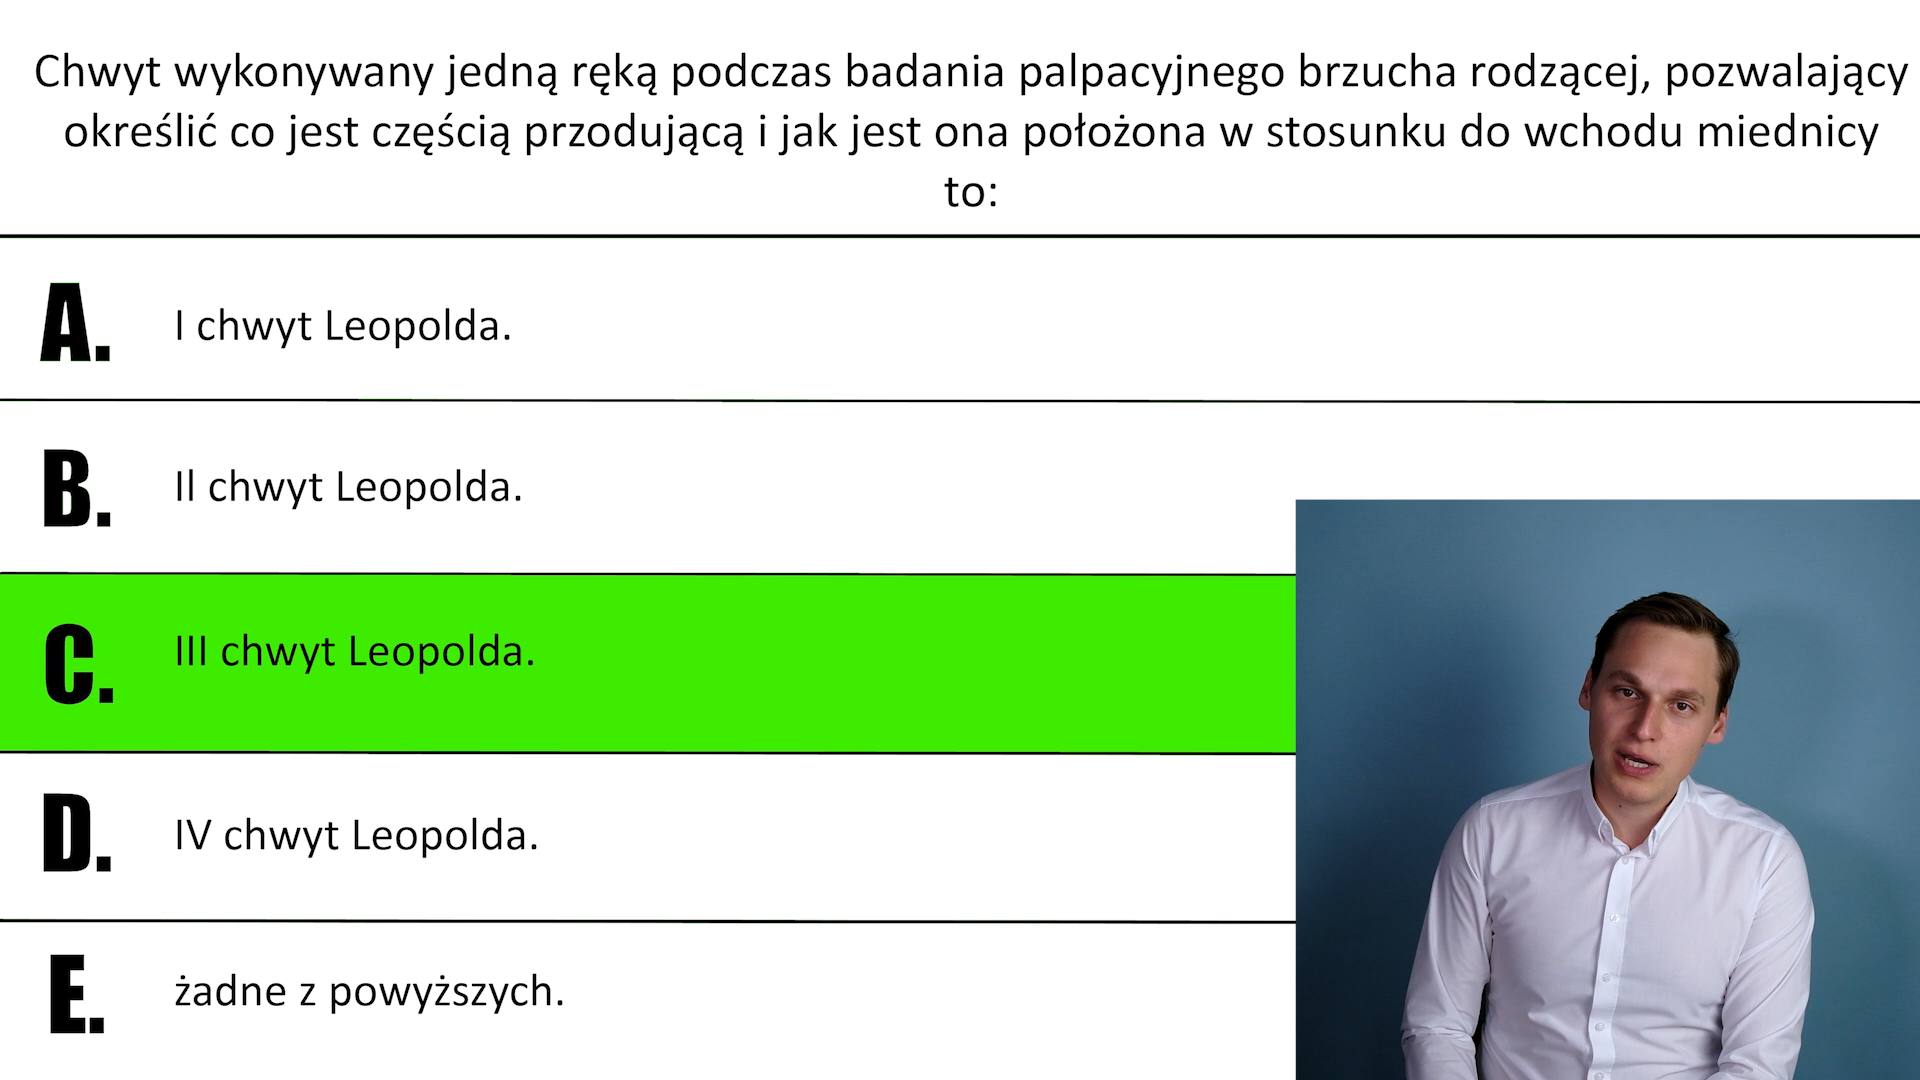 Chwyt wykonywany jedną ręką podczas badania palpacyjnego brzucha rodzącej, pozwalający
określić co jest częścią przodującą i jak jest ona położona w stosunku do wchodu miednicy
to:
A. I chwyt Leopolda.
B. Il chwyt Leopolda.
C. III chwyt Leopolda.
D. IV chwyt Leopolda.
E. żadne z powyższych.